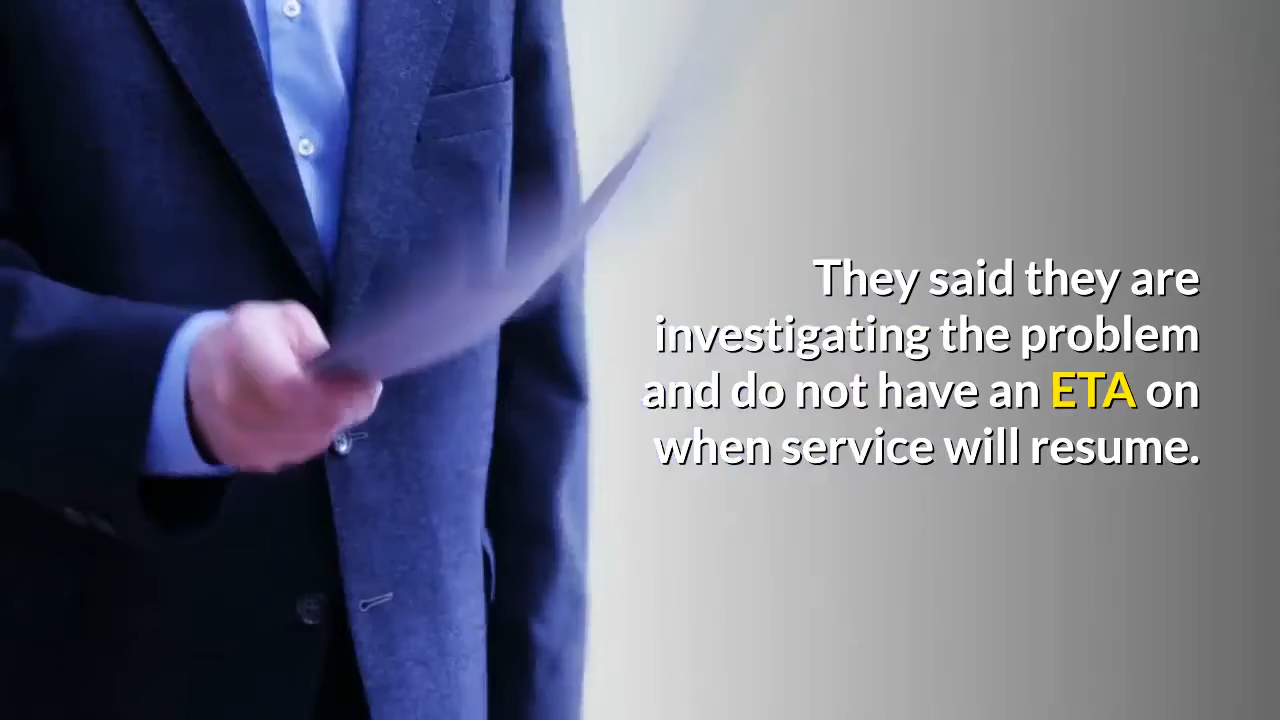 They said they are
investigating the problem
and do not have an ETA on
when service will resume.